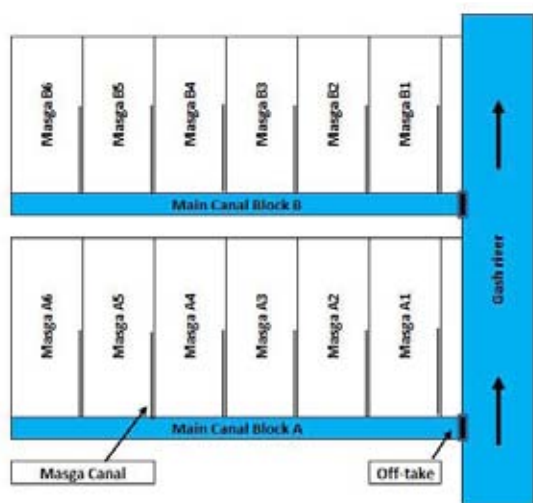 Masga B6
Masga B5
Masga B4
Masga B3
Masga B2
Masga B1
Main Canal Block B
Gash river
Masga A6
Masga A5
Masga A4
Masga A3
Masga A2
Masga A1
Main Canal Block A
Masga Canal
Off-take